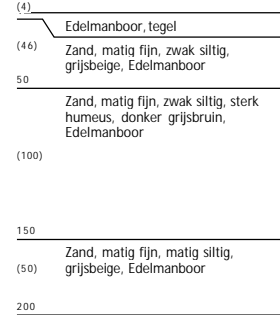 (4)
Edelmanboor, tegel
(46)
Zand, matig fijn, zwak siltig,
grijsbeige, Edelmanboor
50
Zand, matig fijn, zwak siltig, sterk
humeus, donker grijsbruin,
Edelmanboor
(100)
150
Zand, matig fijn, matig siltig,
(50)
grijsbeige, Edelmanboor
200